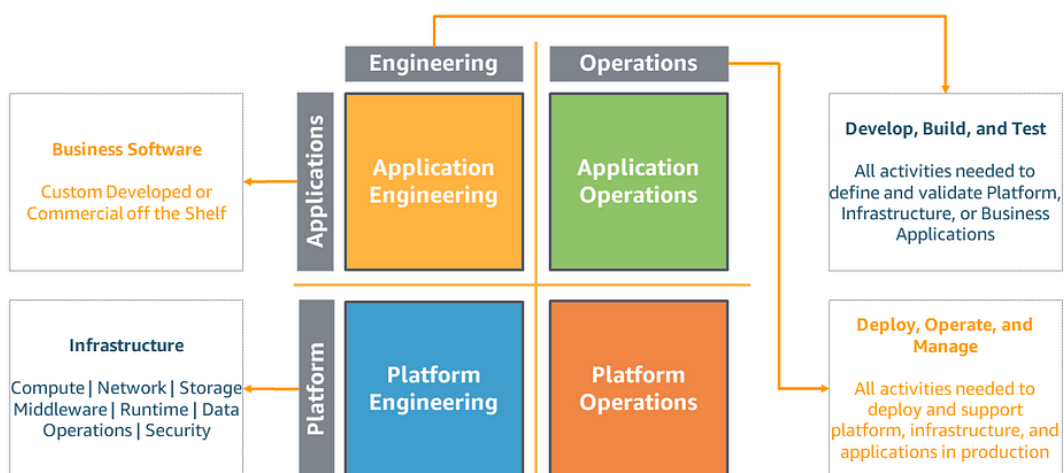 Engineering
Operations
Business Software
Custom Developed or
Commercial off the Shelf
Applications
Application
Engineering
Application
Operations
Develop, Build, and Test
All activities needed to
define and validate Platform,
Infrastructure, or Business
Applications
Infrastructure
Compute | Network | Storage
Middleware | Runtime | Data
Operations | Security
Platform
Platform
Engineering
Platform
Operations
Deploy, Operate, and
Manage
All activities needed to
deploy and support
platform, infrastructure, and
applications in production